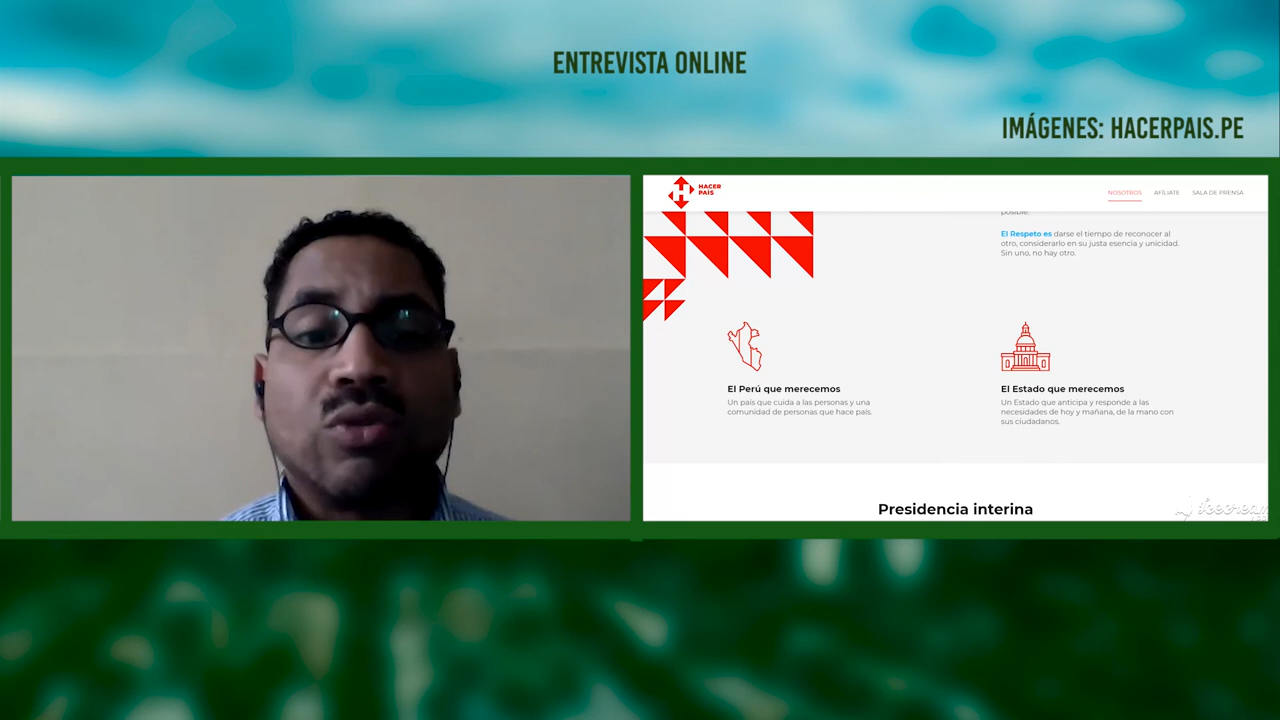 ENTREVISTA ONLINE
IMÁGENES: HACERPAIS.PE
HACER
PAÍS
NOSOTROS AFÍLIATE SALA DE PRENSA
posible.
El Respeto es darse el tiempo de reconocer al
otro, considerarlo en su justa esencia y unicidad.
Sin uno, no hay otro.
El Perú que merecemos
Un país que cuida a las personas y una
comunidad de personas que hace país.
El Estado que merecemos
Un Estado que anticipa y responde a las
necesidades de hoy y mañana, de la mano con
sus ciudadanos.
Presidencia interina
Icecream